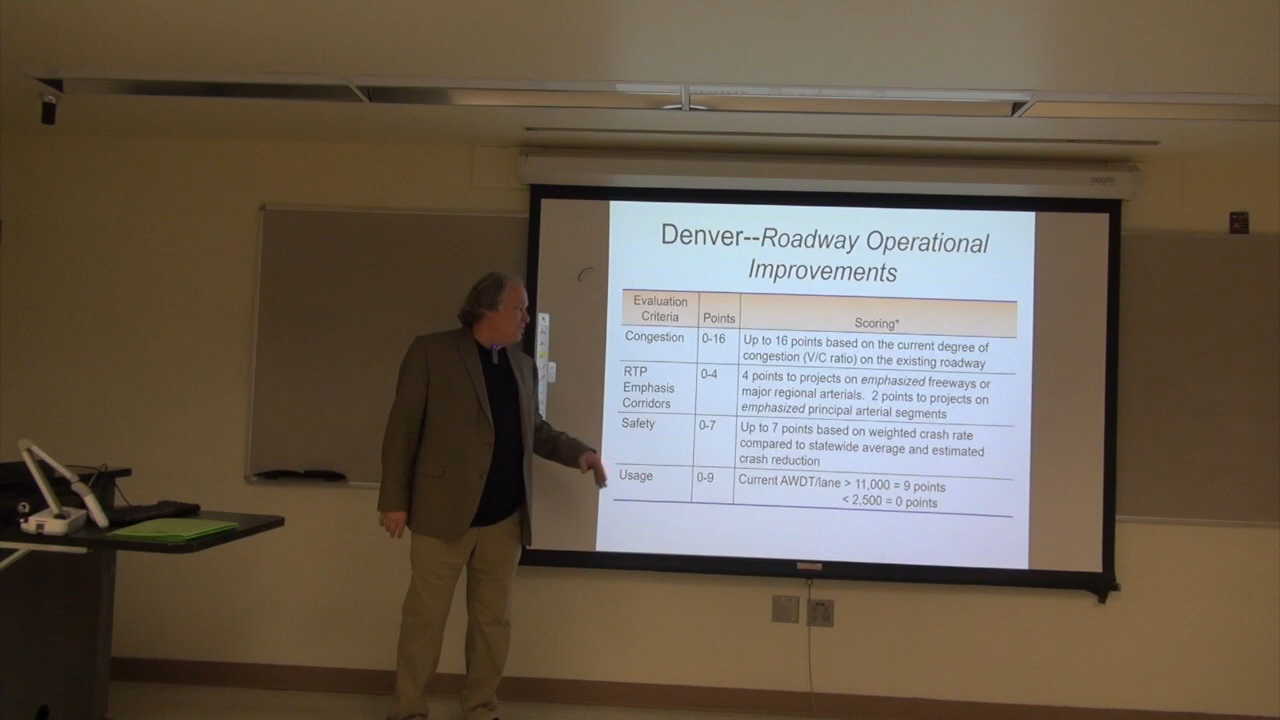 Denver--Roadway Operational
Improvements
Evaluation
Criteria
Points
Scoring*
Congestion
0-16
Up to 16 points based on the current degree of
congestion (V/C ratio) on the existing roadway
RTP
Emphasis
Corridors
0-4
4 points to projects on emphasized freeways or
major regional arterials. 2 points to projects on
emphasized principal arterial segments
Safety
0-7
Up to 7 points based on weighted crash rate
compared to statewide average and estimated
crash reduction
Usage
0-9
Current AWDT/lane > 11,000 = 9 points
< 2,500 = 0 points